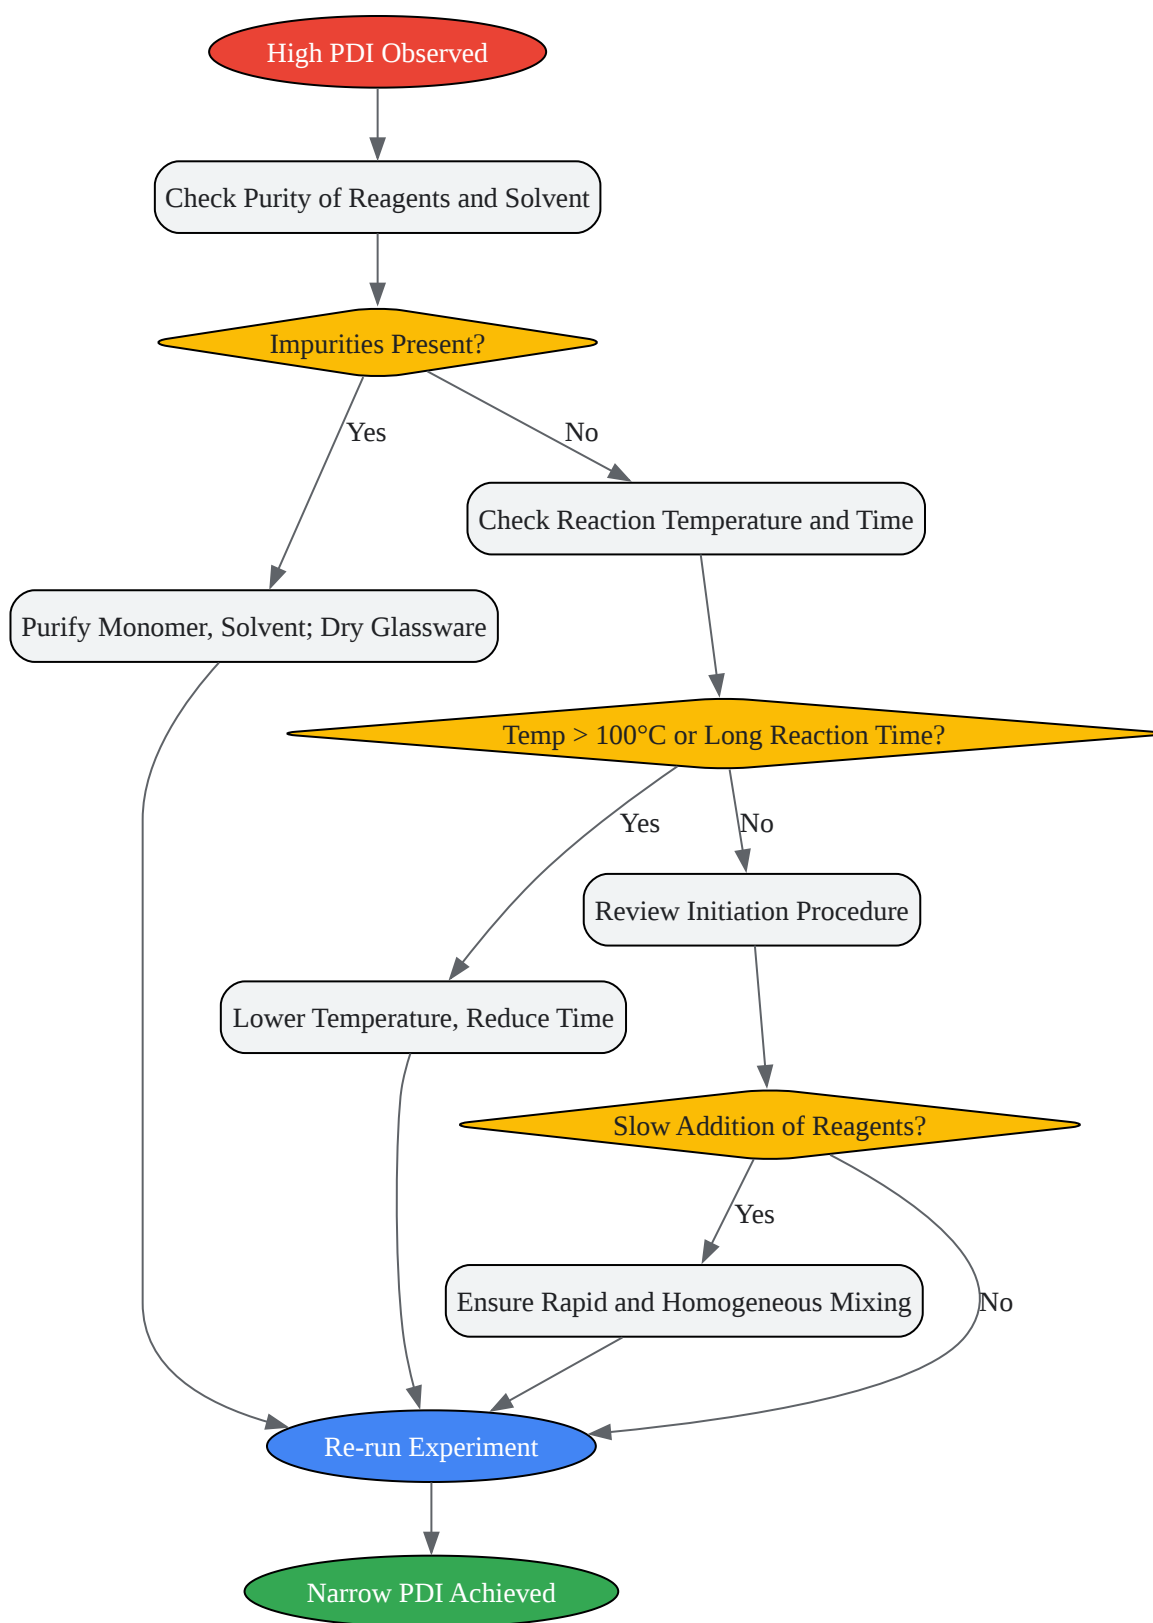 High PDI Observed
Check Purity of Reagents and Solvent
Impurities Present?
Yes
No
Check Reaction Temperature and Time
Purify Monomer, Solvent; Dry Glassware
Temp > 100°C or Long Reaction Time?
Yes
No
Review Initiation Procedure
Lower Temperature, Reduce Time
Slow Addition of Reagents?
Yes
Ensure Rapid and Homogeneous Mixing
No
Re-run Experiment
Narrow PDI Achieved